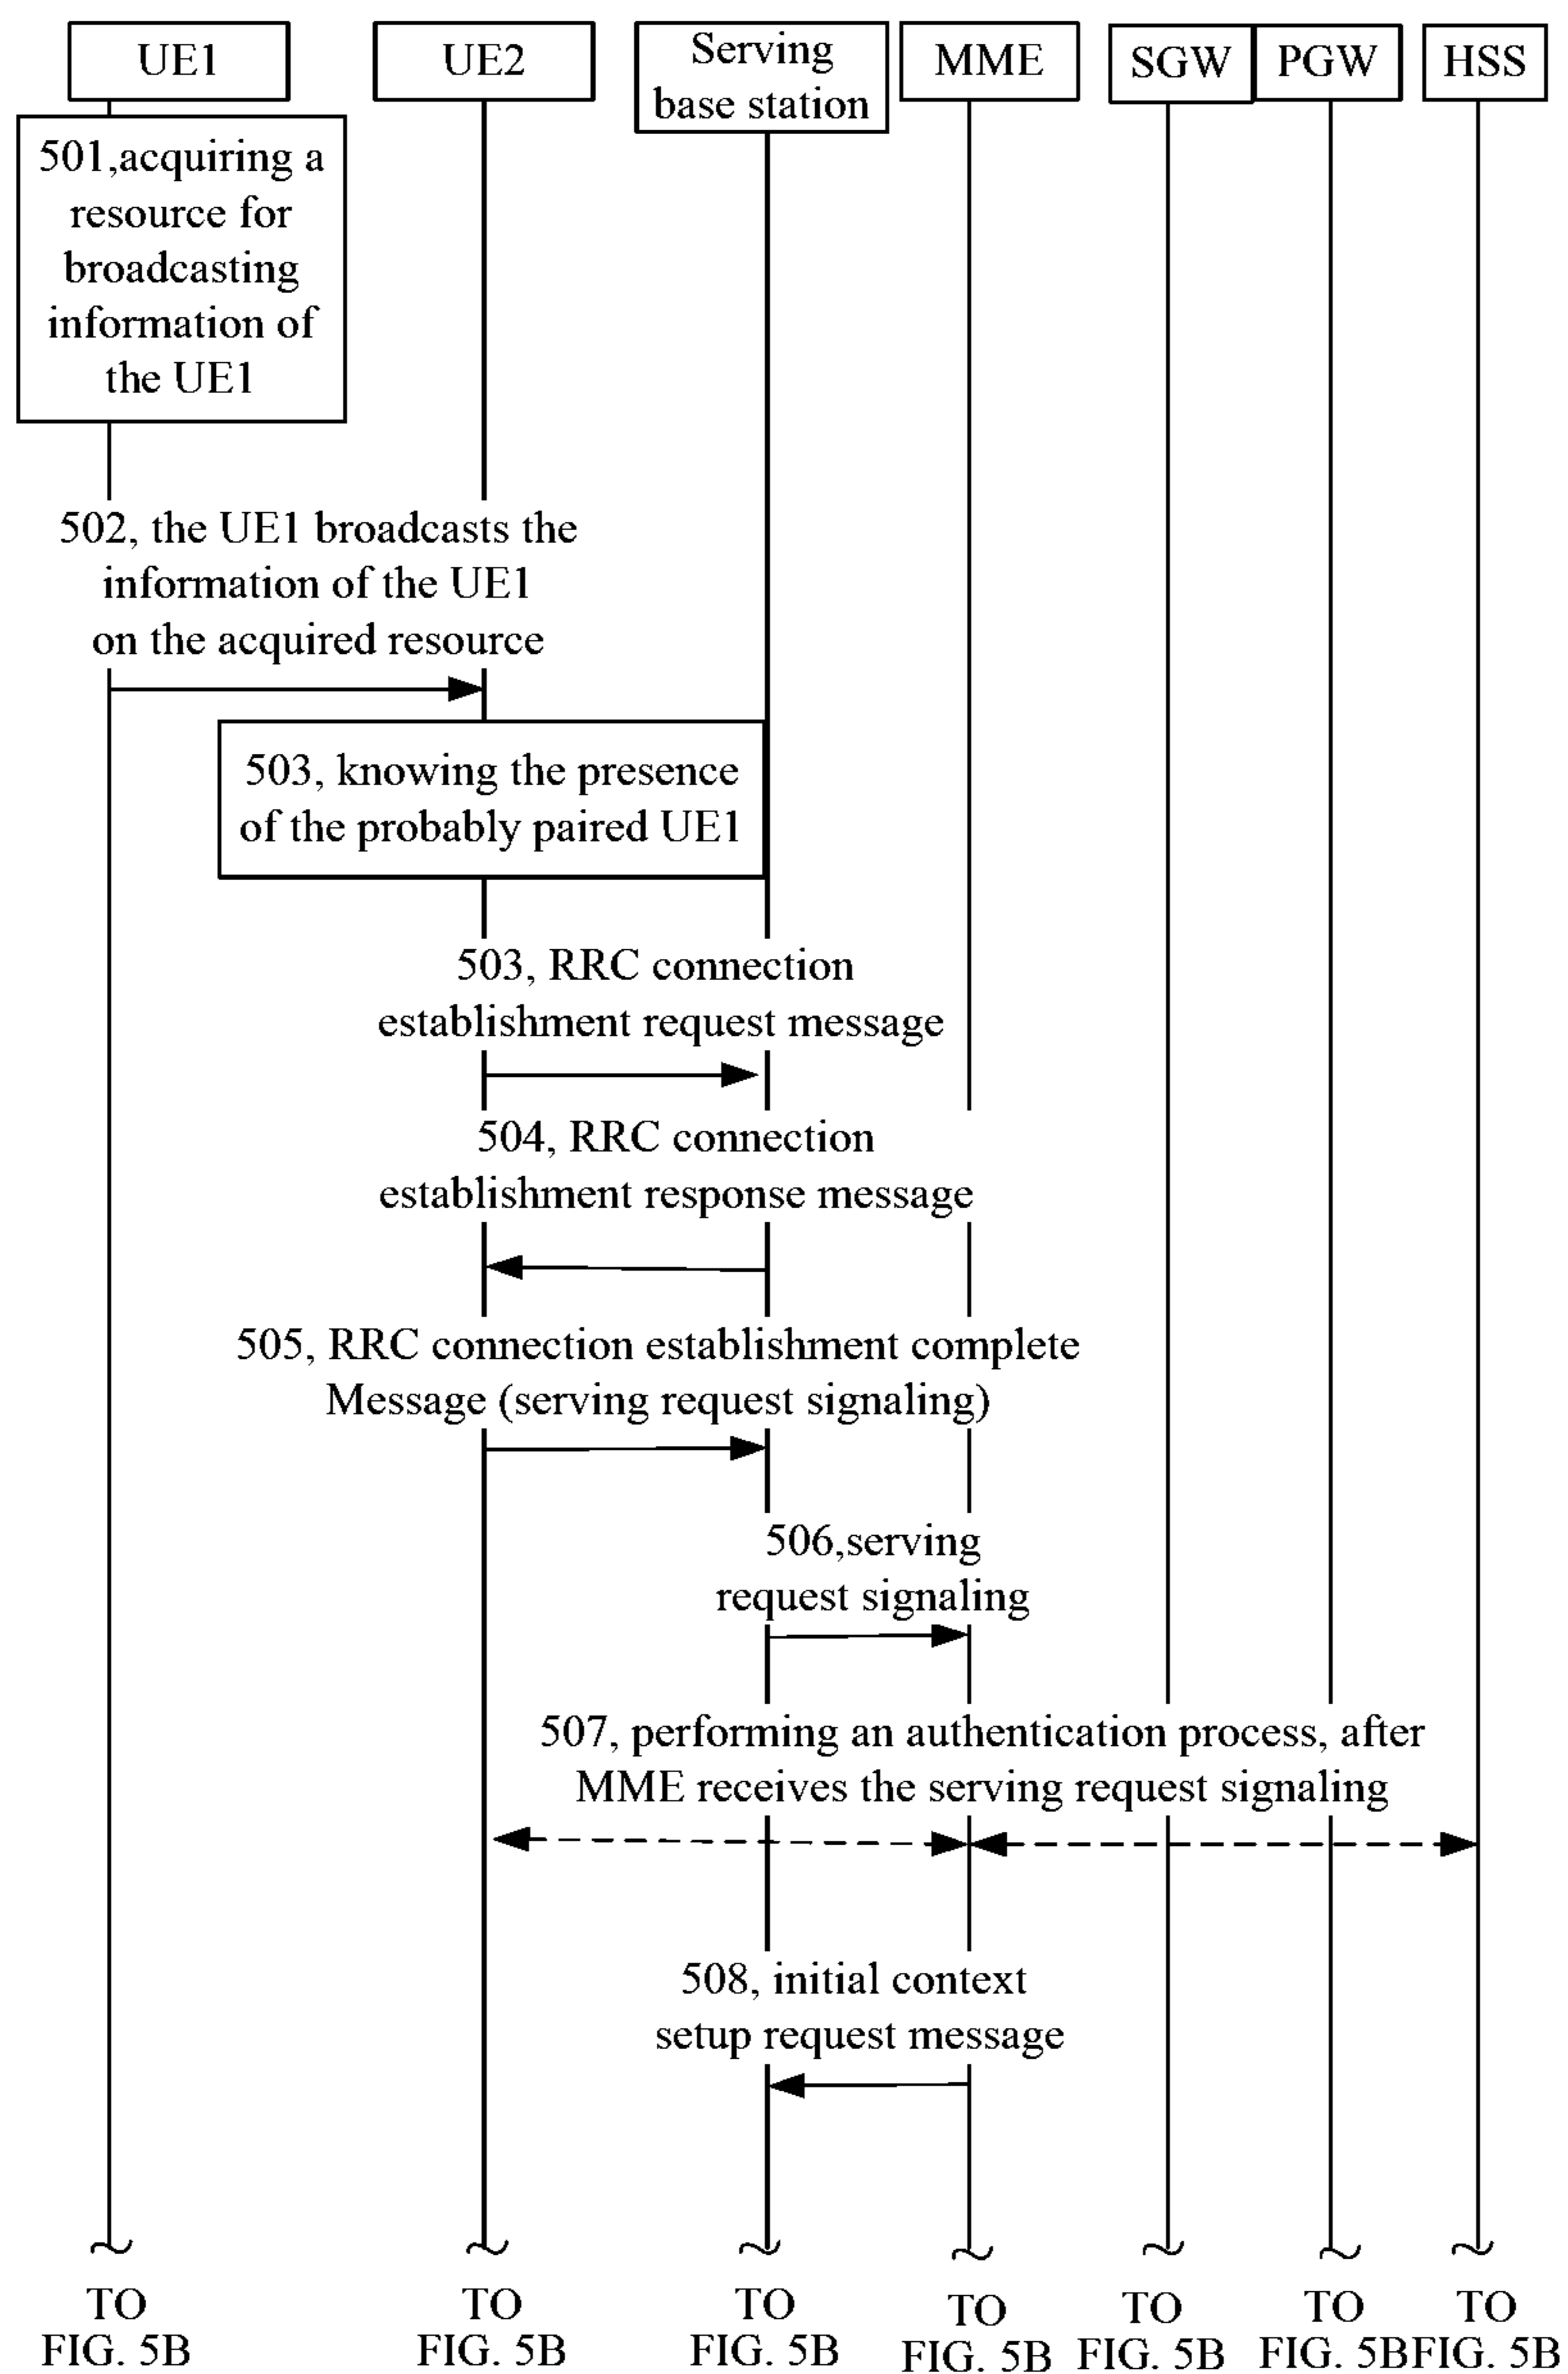 UE1
UE2
Serving
base station
MME
SGW
PGW
HSS
501,acquiring a
resource for
broadcasting
information of
the UE1
502, the UE1 broadcasts the
information of the UE1
on the acquired resource
503, knowing the presence
of the probably paired UE1
503, RRC connection
establishment request message
504, RRC connection
establishment response message
505, RRC connection establishment complete
Message (serving request signaling)
506,serving
request signaling
507, performing an authentication process, after
MME receives the serving request signaling
508, initial context
setup request message
TO
FIG. 5B
TO
FIG. 5B
TO
FIG. 5B
TO
FIG. 5B
TO
FIG. 5B
TO
FIG. 5B
TO
FIG. 5B